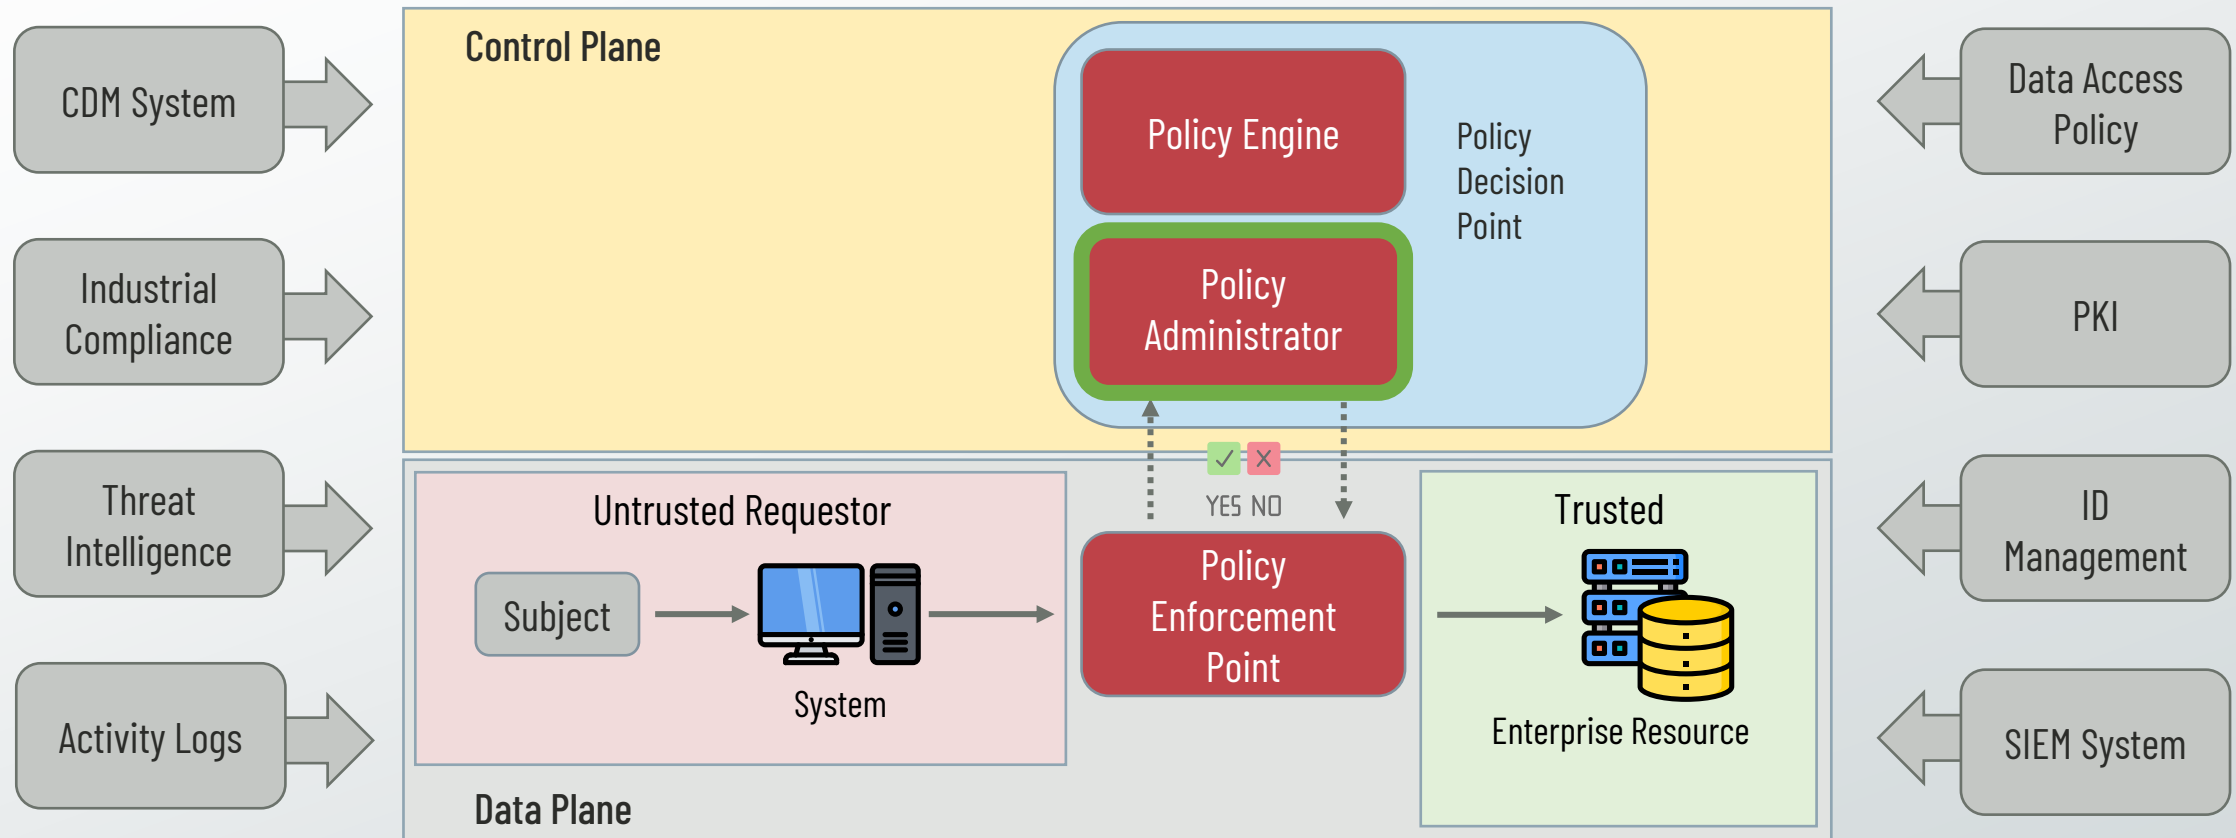 CDM System
Industrial
Compliance
Threat
Intelligence
Activity Logs
Control Plane
Policy Engine
Policy
Decision
Point
Policy
Administrator
YES NO
Untrusted Requestor
Subject
System
Policy
Enforcement
Point
Trusted
Enterprise Resource
Data Plane
Data Access
Policy
PKI
ID
Management
SIEM System